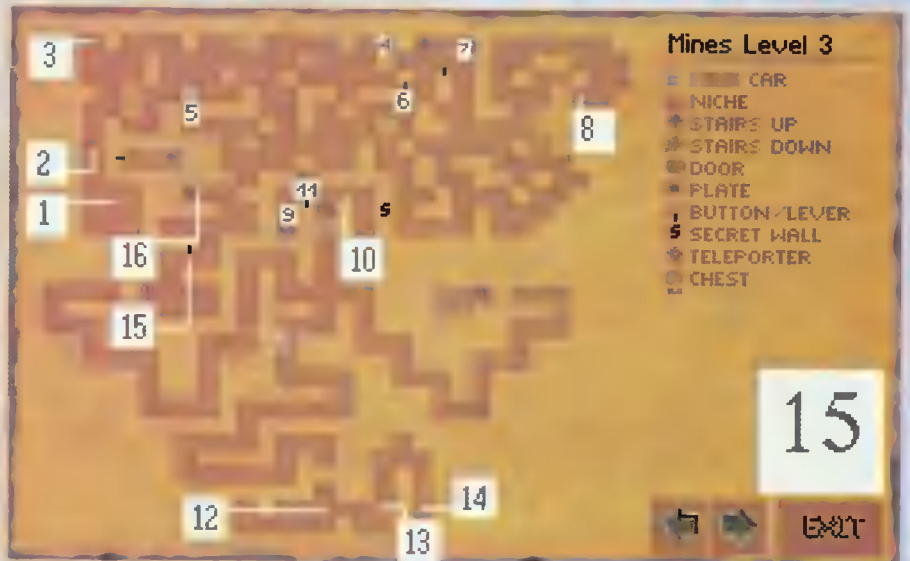 Mines Level 3
CAR
NICHE
STAIRS UP
STAIRS DOWN
DOOR
PLATE
BUTTON/LEVER
S SECRET WALL
TELEPORTER
CHEST
3
4
7
5
6
8
2
1
11
9
S
16
10
15
15
12
14
13
EXIT